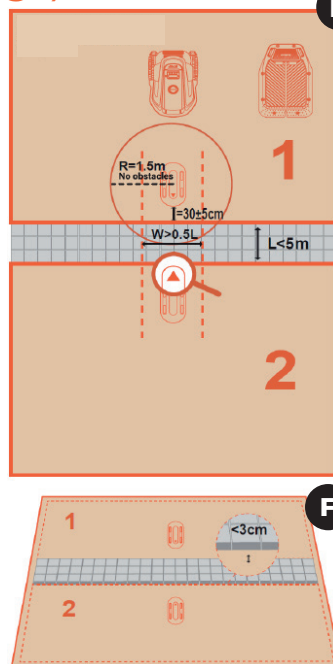 1
R=1.5m
No obstacles
I=30±5cm
W>0.5L
L<5m
2
F
1
<3cm
2